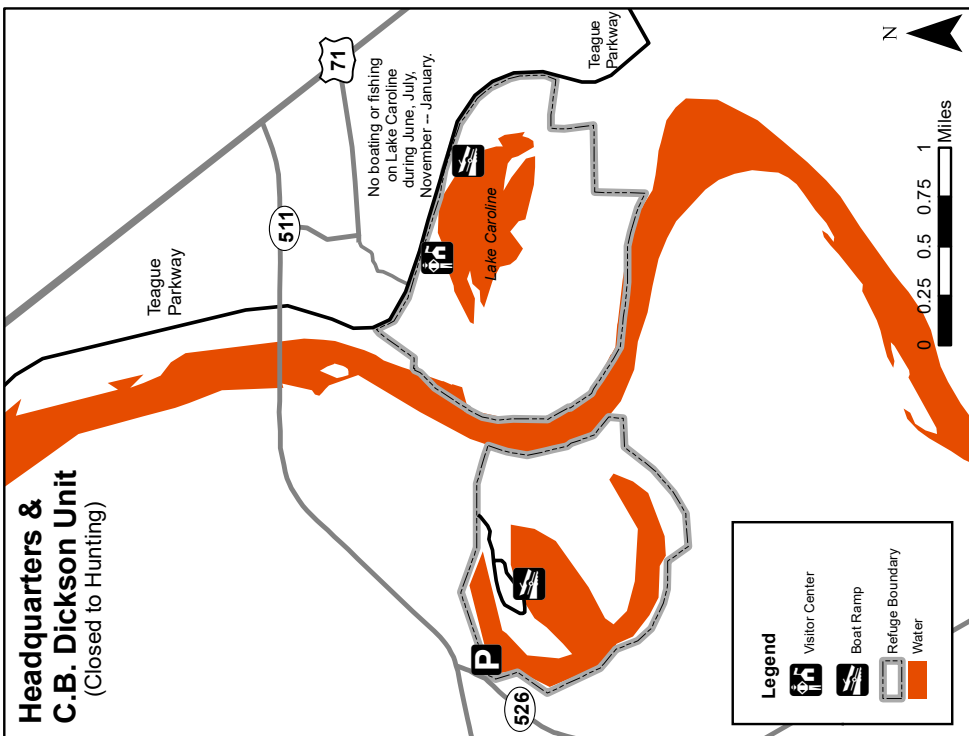 Headquarters &
C.B. Dickson Unit
(Closed to Hunting)
Teague
Parkway
511
71
No boating or fishing
on Lake Caroline
during June, July,
November -- January.
Teague
Parkway
Lake Caroline
P
526
N
0 0.25 0.5 0.75 1
Miles
Legend
Visitor Center
Boat Ramp
Refuge Boundary
Water